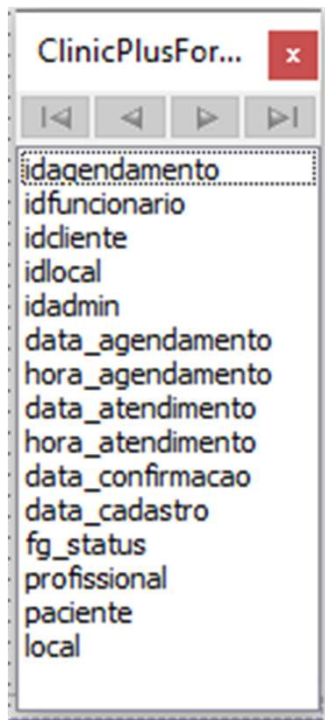 ClinicPlusFor...
x
idagendamento
idfuncionario
idcliente
idlocal
idadmin
data_agendamento
hora_agendamento
data_atendimento
hora_atendimento
data_confirmacao
data_cadastro
fg_status
profissional
paciente
local